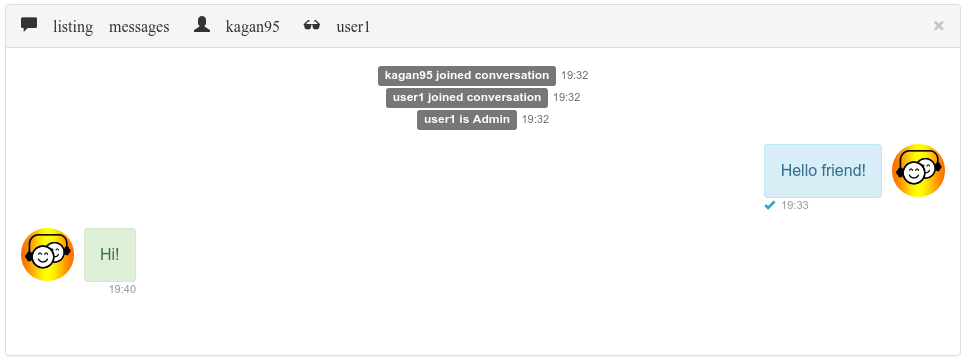 listing messages kagan95 user1 ×
kagan95 joined conversation 19:32
user1 joined conversation 19:32
user1 is Admin 19:32
Hello friend!
19:33
Hi!
19:40